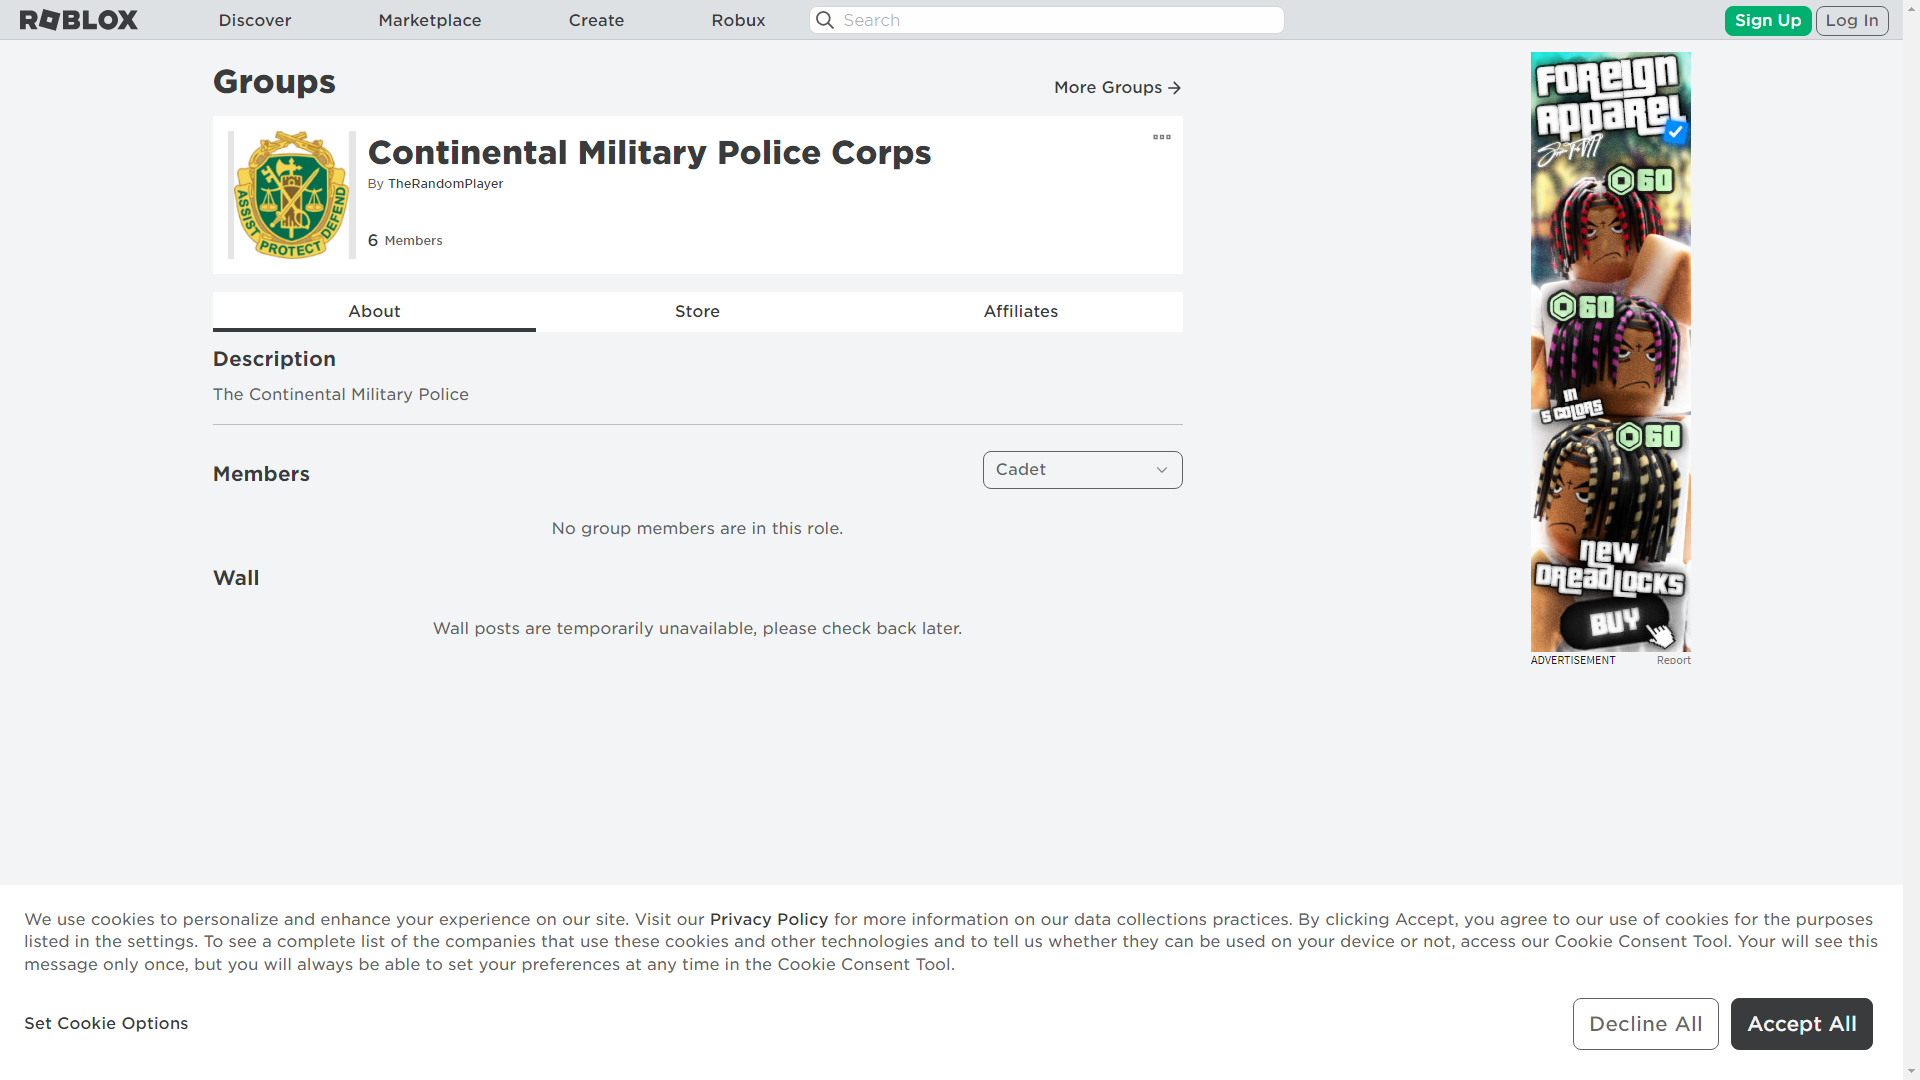 ROBLOX
Discover
Marketplace
Create
Robux
Search
Sign Up
Log In
Groups
More Groups
ASSIST PROTECT DEFEND
Continental Military Police Corps
By TheRandomPlayer
6 Members
About
Store
Affiliates
Description
The Continental Military Police
Members
Cadet
No group members are in this role.
Wall
Wall posts are temporarily unavailable, please check back later.
FOREIGN
APPAREL
60
60
IN
5 COLORS
60
NEW
DREADLOCKS
BUY
ADVERTISEMENT
Report
We use cookies to personalize and enhance your experience on our site. Visit our Privacy Policy for more information on our data collections practices. By clicking Accept, you agree to our use of cookies for the purposes
listed in the settings. To see a complete list of the companies that use these cookies and other technologies and to tell us whether they can be used on your device or not, access our Cookie Consent Tool. Your will see this
message only once, but you will always be able to set your preferences at any time in the Cookie Consent Tool.
Set Cookie Options
Decline All
Accept All